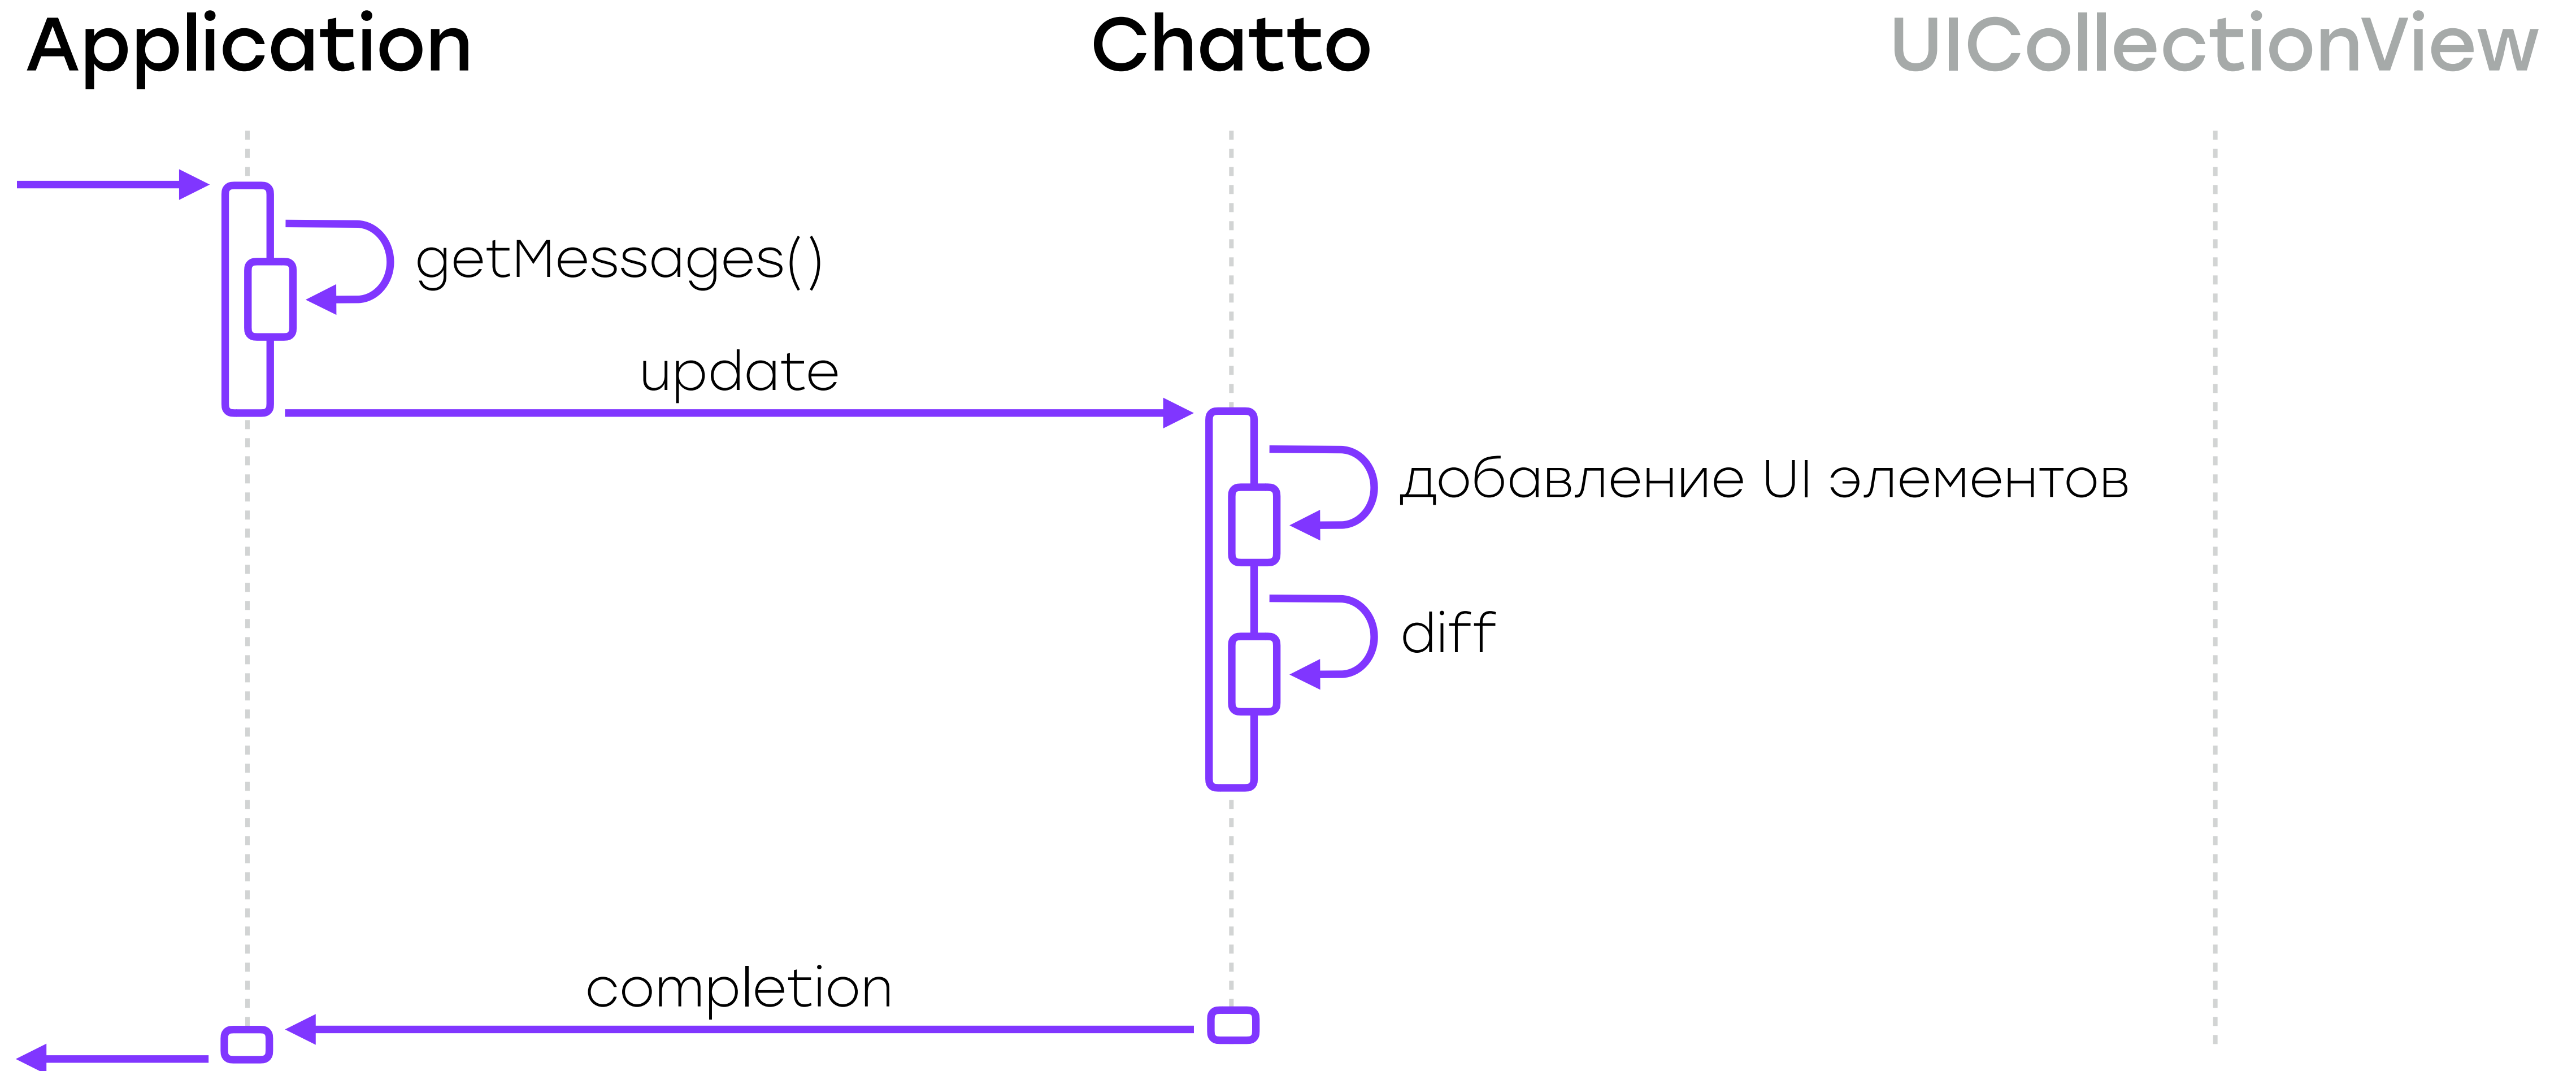 Application
Chatto
UICollectionView
getMessages()
update
добавление UI элементов
diff
completion